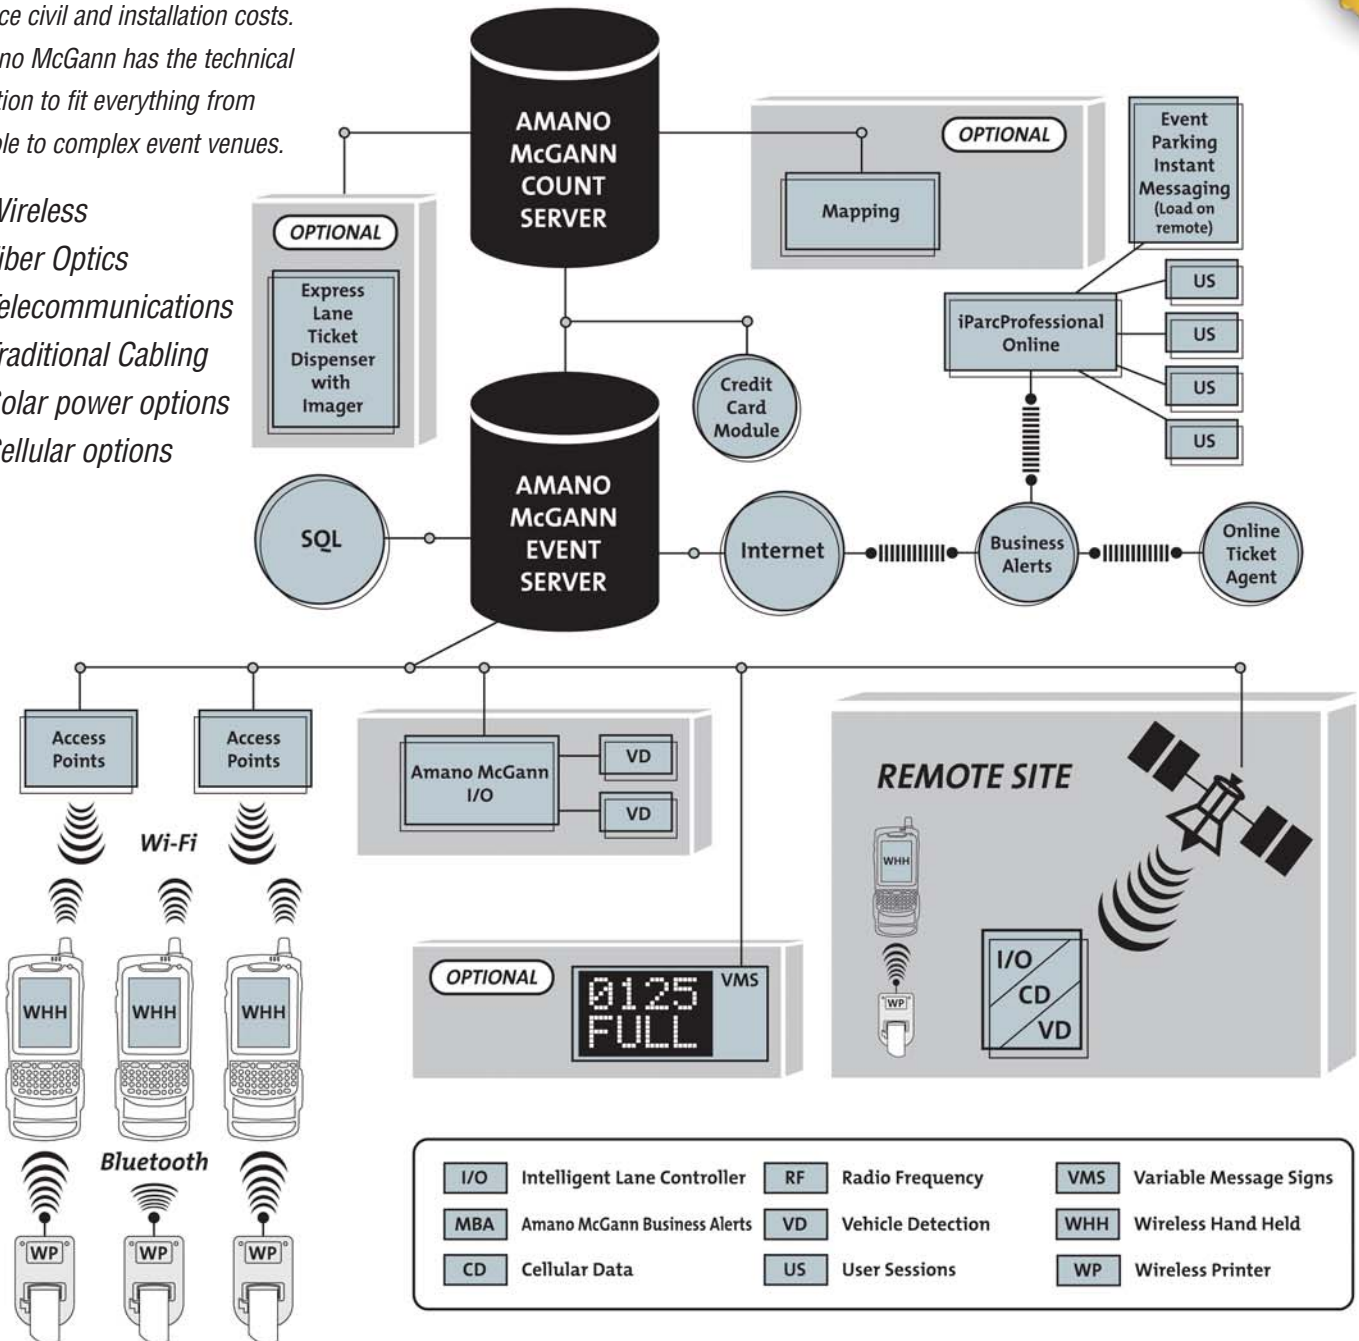 ce civil and installation costs.
no McGann has the technical
tion to fit everything from
ple to complex event venues.
Wireless
iber Optics
elecommunications
raditional Cabling
olar power options
ellular options
AMANO
McGANN
COUNT
SERVER
OPTIONAL
Express
Lane
Ticket
Dispenser
with
Imager
OPTIONAL
Mapping
Event
Parking
Instant
Messaging
(Load on
remote)
iParcProfessional
Online
US
US
US
US
Credit
Card
Module
SQL
AMANO
McGANN
EVENT
SERVER
Internet
Business
Alerts
Online
Ticket
Agent
Access
Points
Access
Points
Wi-Fi
Amano McGann
I/O
VD
VD
REMOTE SITE
WHH
WP
I/O
CD
VD
OPTIONAL
0125
FULL
VMS
WHH
WHH
WHH
Bluetooth
WP
WP
WP
I/O Intelligent Lane Controller
MBA Amano McGann Business Alerts
CD Cellular Data
RF Radio Frequency
VD Vehicle Detection
US User Sessions
VMS Variable Message Signs
WHH Wireless Hand Held
WP Wireless Printer